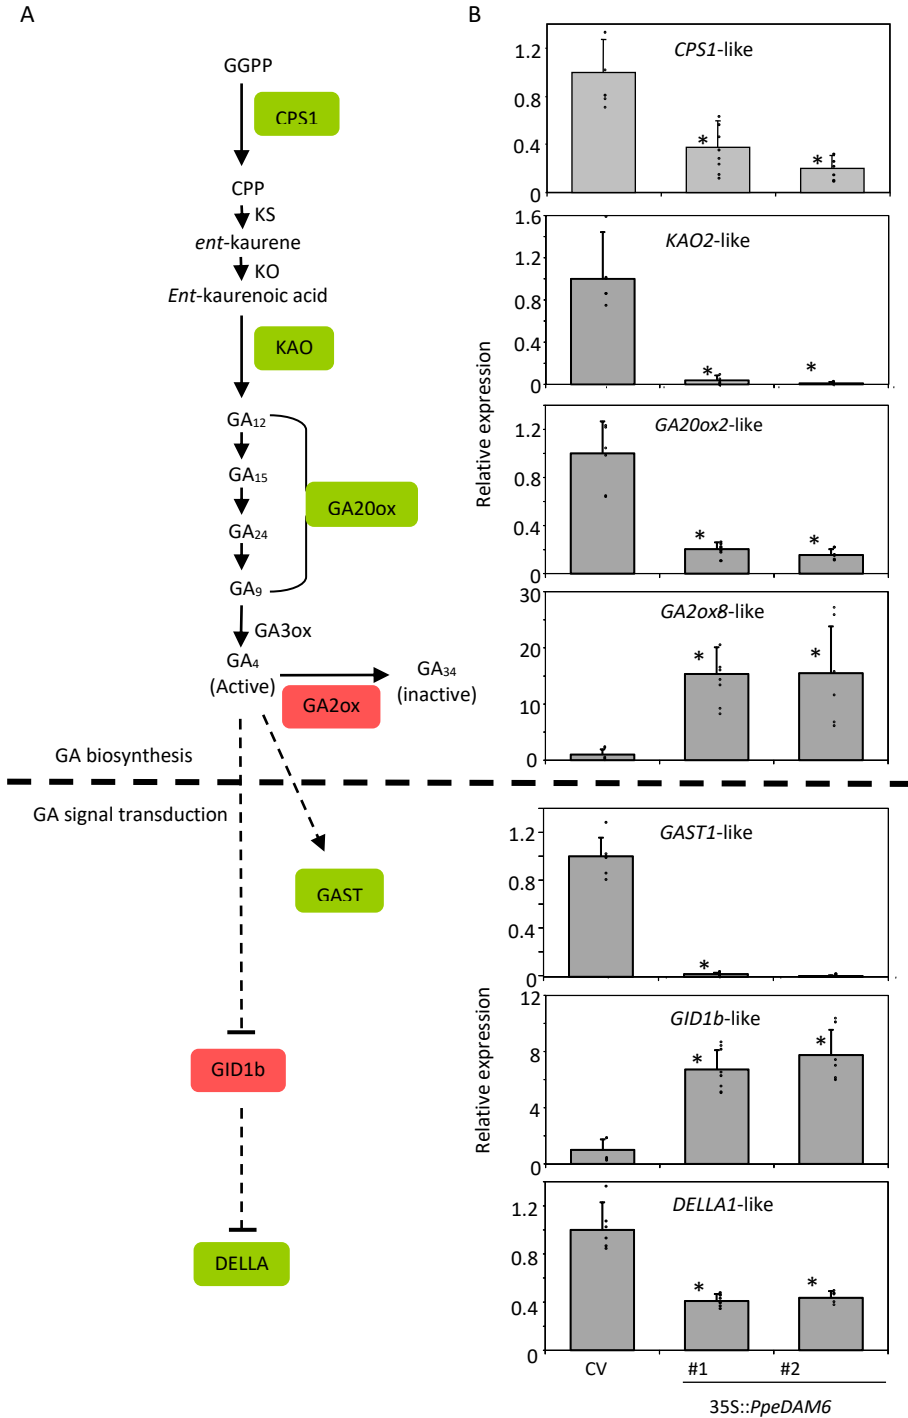 A
GGPP
CPS1
CPP
KS
ent-kaurene
KO
Ent-kaurenoic acid
KAO
GA12
GA15
GA20ox
GA24
GA9
GA3ox
GA4
(Active)
GA34
(inactive)
GA2ox
GA biosynthesis
GA signal transduction
GAST
GID1b
DELLA
B
CPS1-like
1.2
0.8
0.4
0
*
*
Relative expression
KAO2-like
1.6
1.2
0.8
0.4
0
*
*
GA20ox2-like
1.2
0.8
0.4
0
*
*
GA2ox8-like
30
20
10
0
*
*
Relative expression
GAST1-like
1.2
0.8
0.4
0
*
GID1b-like
12
8
4
0
*
*
DELLA1-like
1.2
0.8
0.4
0
*
*
CV #1 #2
35S::PpeDAM6